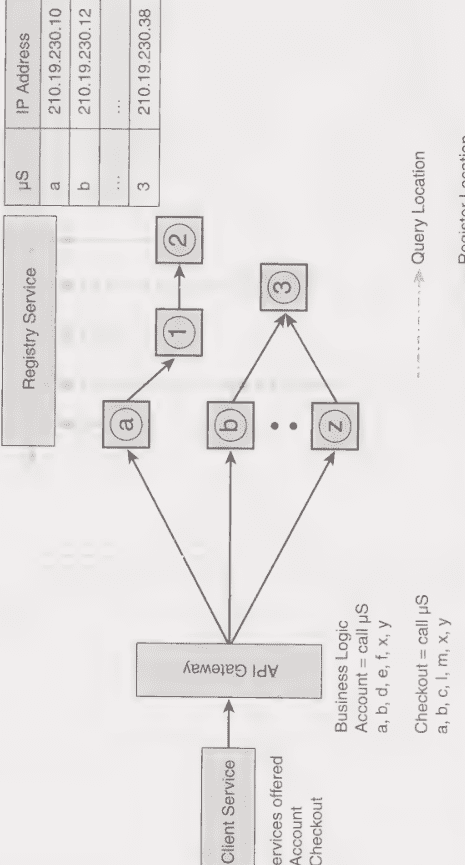 µS IP Address
a 210.19.230.10
b 210.19.230.12
... ...
3 210.19.230.38
Registry Service
a
1
2
b
3
z
API Gateway
Client Service
ervices offered
Account
Checkout
Business Logic
Account = call µS
a, b, d, e, f, x, y
Checkout = call µS
a, b, c, l, m, x, y
Query Location
Register Location